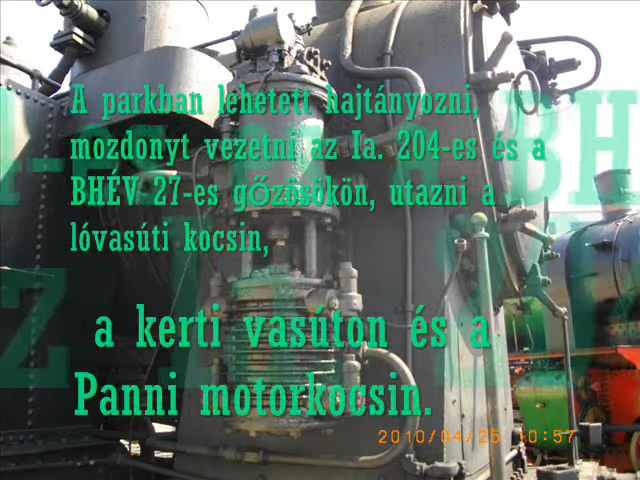 A parkban lehetett hajtányozni,
mozdonyt vezetni az Ia. 204-es és a
BHÉV 27-es gőzösökön, utazni a
lóvasúti kocsin,
a kerti vasúton és a
Panni motorkocsin.
2010/04/25 10:57